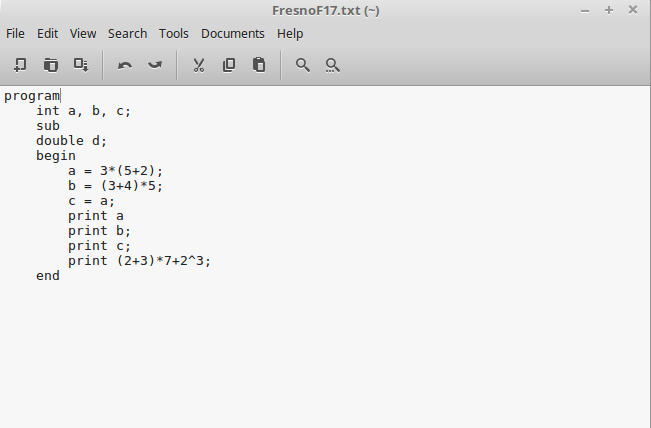 FresnoF17.txt (~)
File Edit View Search Tools Documents Help
program
    int a, b, c;
    sub
    double d;
    begin
        a = 3*(5+2);
        b = (3+4)*5;
        c = a;
        print a
        print b;
        print c;
        print (2+3)*7+2^3;
    end